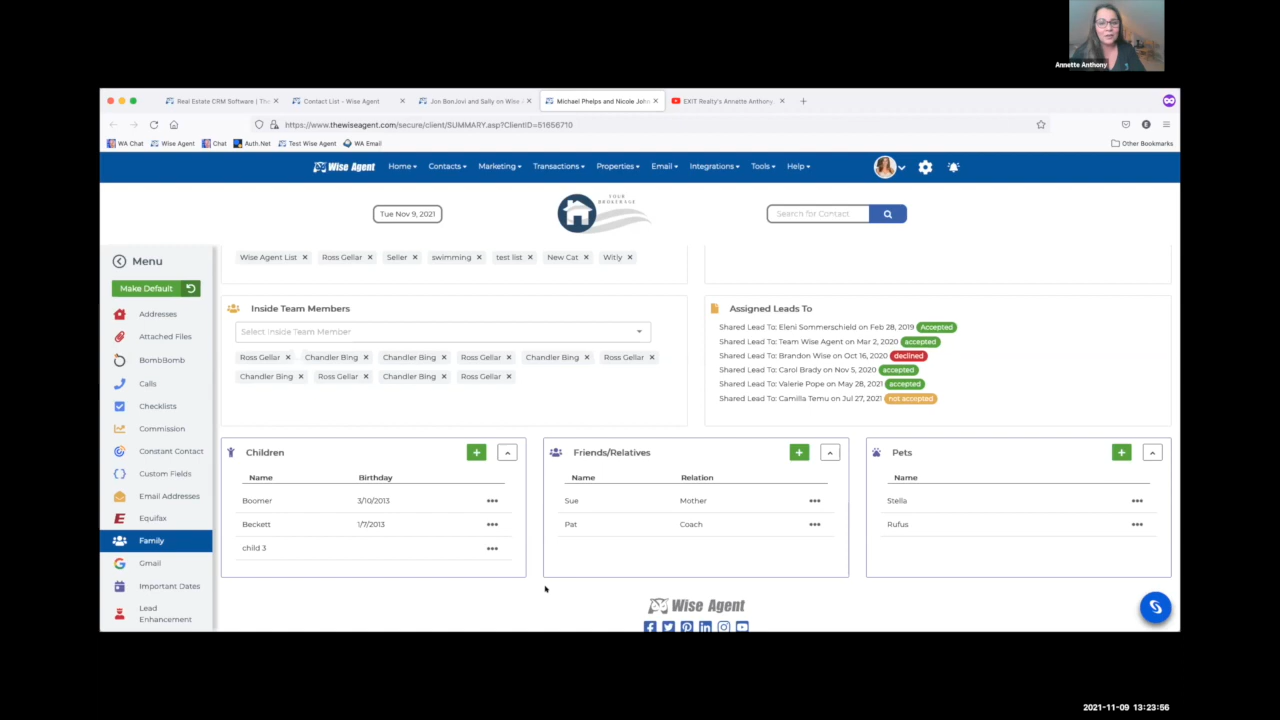 Annette Anthony
Real Estate CRM Software | Th
Contact List - Wise Agent
Jon BonJovi and Sally on Wise A
Michael Phelps and Nicole John
EXIT Realty's Annette Anthony
https://www.thewiseagent.com/secure/client/SUMMARY.asp?ClientID=51656710
WA Chat Wise Agent Chat Auth.Net Test Wise Agent WA Email Other Bookmarks
Wise Agent Home Contacts Marketing Transactions Properties Email Integrations Tools Help
Tue Nov 9, 2021
YOUR
BROKERAGE
Search for Contact
Menu
Make Default
Addresses
Attached Files
BombBomb
Calls
Checklists
Commission
Constant Contact
Custom Fields
Email Addresses
Equifax
Family
Gmail
Important Dates
Lead
Enhancement
Wise Agent List Ross Gellar Seller swimming test list New Cat Witly
Inside Team Members
Select Inside Team Member
Ross Gellar Chandler Bing Chandler Bing Ross Gellar Chandler Bing Ross Gellar
Chandler Bing Ross Gellar Chandler Bing Ross Gellar
Assigned Leads To
Shared Lead To: Eleni Sommerschield on Feb 28, 2019 Accepted
Shared Lead To: Team Wise Agent on Mar 2, 2020 accepted
Shared Lead To: Brandon Wise on Oct 16, 2020 declined
Shared Lead To: Carol Brady on Nov 5, 2020 accepted
Shared Lead To: Valerie Pope on May 28, 2021 accepted
Shared Lead To: Camilla Temu on Jul 27, 2021 not accepted
Children
Name Birthday
Boomer 3/10/2013
Beckett 1/7/2013
child 3
Friends/Relatives
Name Relation
Sue Mother
Pat Coach
Pets
Name
Stella
Rufus
Wise Agent
2021-11-09 13:23:56